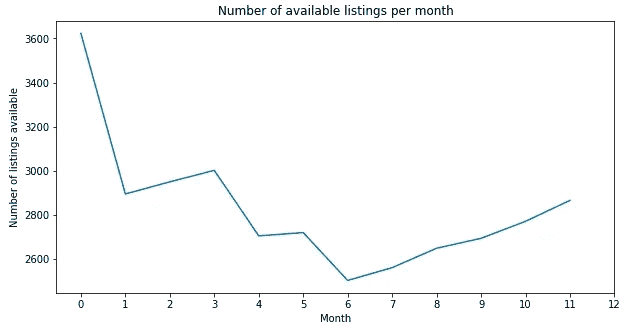 Number of available listings per month
Number of listings available
3600
3400
3200
3000
2800
2600
0 1 2 3 4 5 6 7 8 9 10 11 12
Month